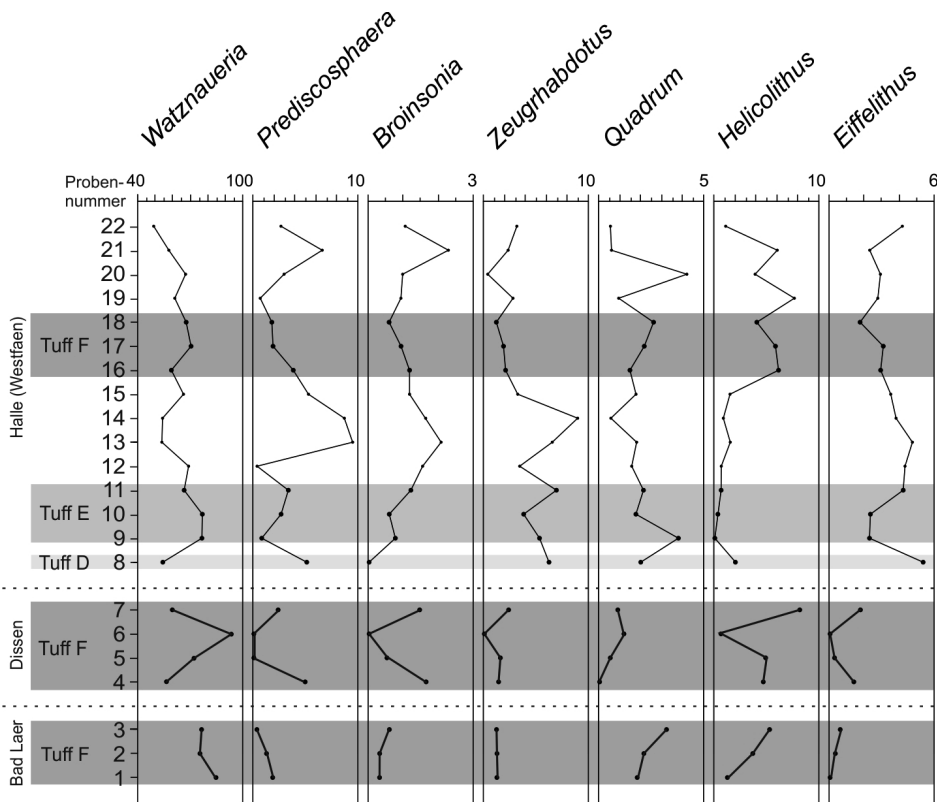 Watznaueria
Prediscosphaera
Broinsonia
Zeugrhabdotus
Quadrum
Helicolithus
Eiffelithus
Proben-
nummer
40 100 10 3 10 5 10 6
22
21
20
19
18
Tuff F 17
16
15
14
13
12
11
Tuff E 10
9
Tuff D 8
Halle (Westfaen)
7
6
Tuff F
5
4
Dissen
3
Tuff F 2
1
Bad Laer